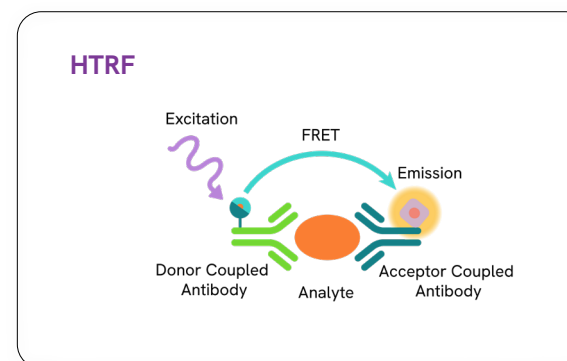 HTRF
Excitation
FRET
Emission
Donor Coupled
Antibody
Analyte
Acceptor Coupled
Antibody